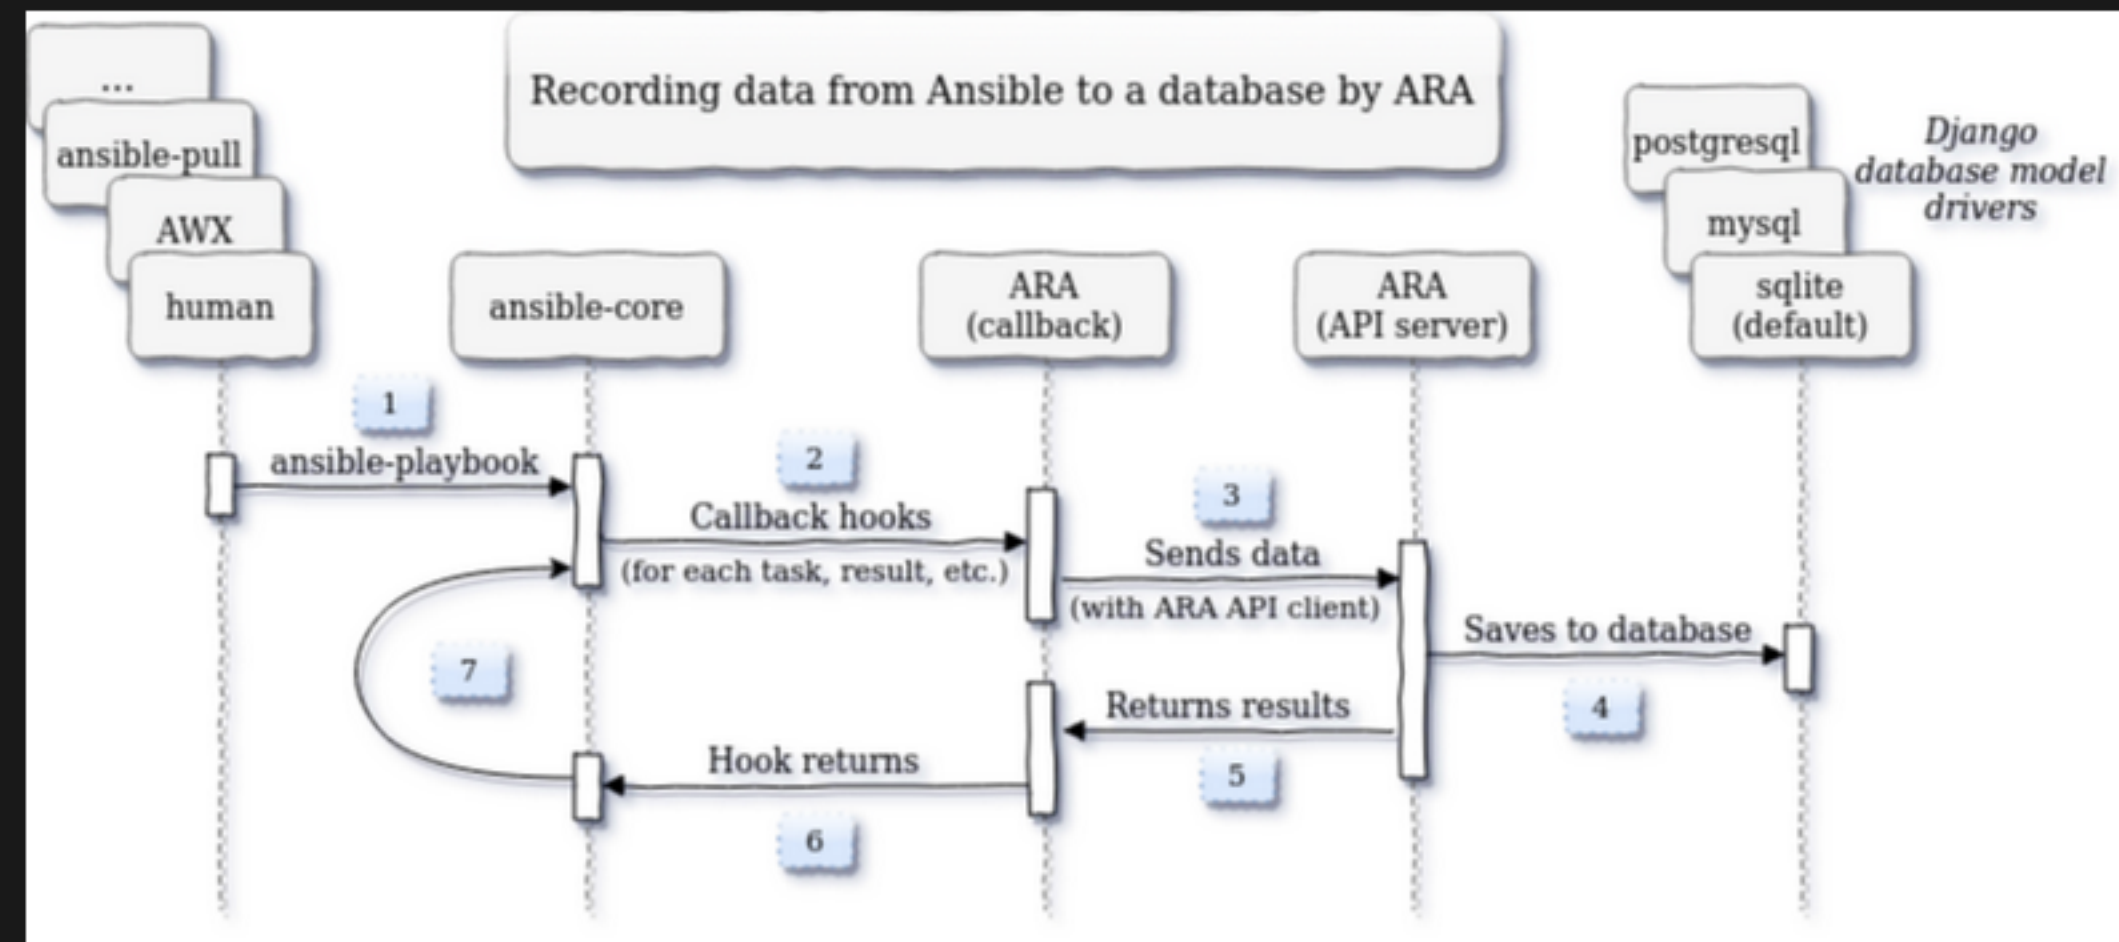 ...
ansible-pull
AWX
human
Recording data from Ansible to a database by ARA
ansible-core
ARA
(callback)
ARA
(API server)
postgresql
mysql
sqlite
(default)
Django
database model
drivers
1
ansible-playbook
2
Callback hooks
(for each task, result, etc.)
3
Sends data
(with ARA API client)
Saves to database
4
Returns results
5
Hook returns
6
7